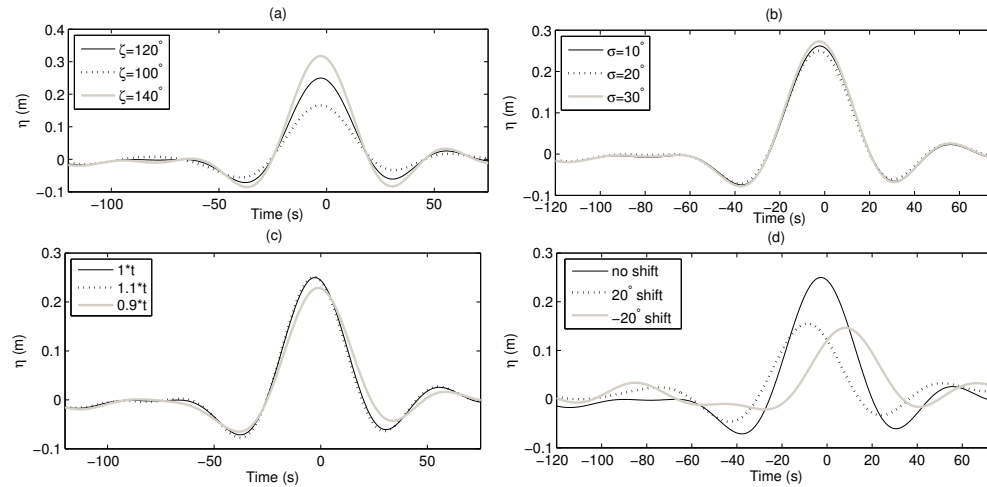 (a)
0.4
0.3
0.2
0.1
0
−0.1
η (m)
ζ=120°
ζ=100°
ζ=140°
−100 −50 0 50
Time (s)
(b)
0.3
0.2
0.1
0
−0.1
η (m)
σ=10°
σ=20°
σ=30°
−120 −100 −80 −60 −40 −20 0 20 40 60
Time (s)
(c)
0.3
0.2
0.1
0
−0.1
η (m)
1*t
1.1*t
0.9*t
−100 −50 0 50
Time (s)
(d)
0.3
0.2
0.1
0
−0.1
η (m)
no shift
20° shift
−20° shift
−120 −100 −80 −60 −40 −20 0 20 40 60
Time (s)